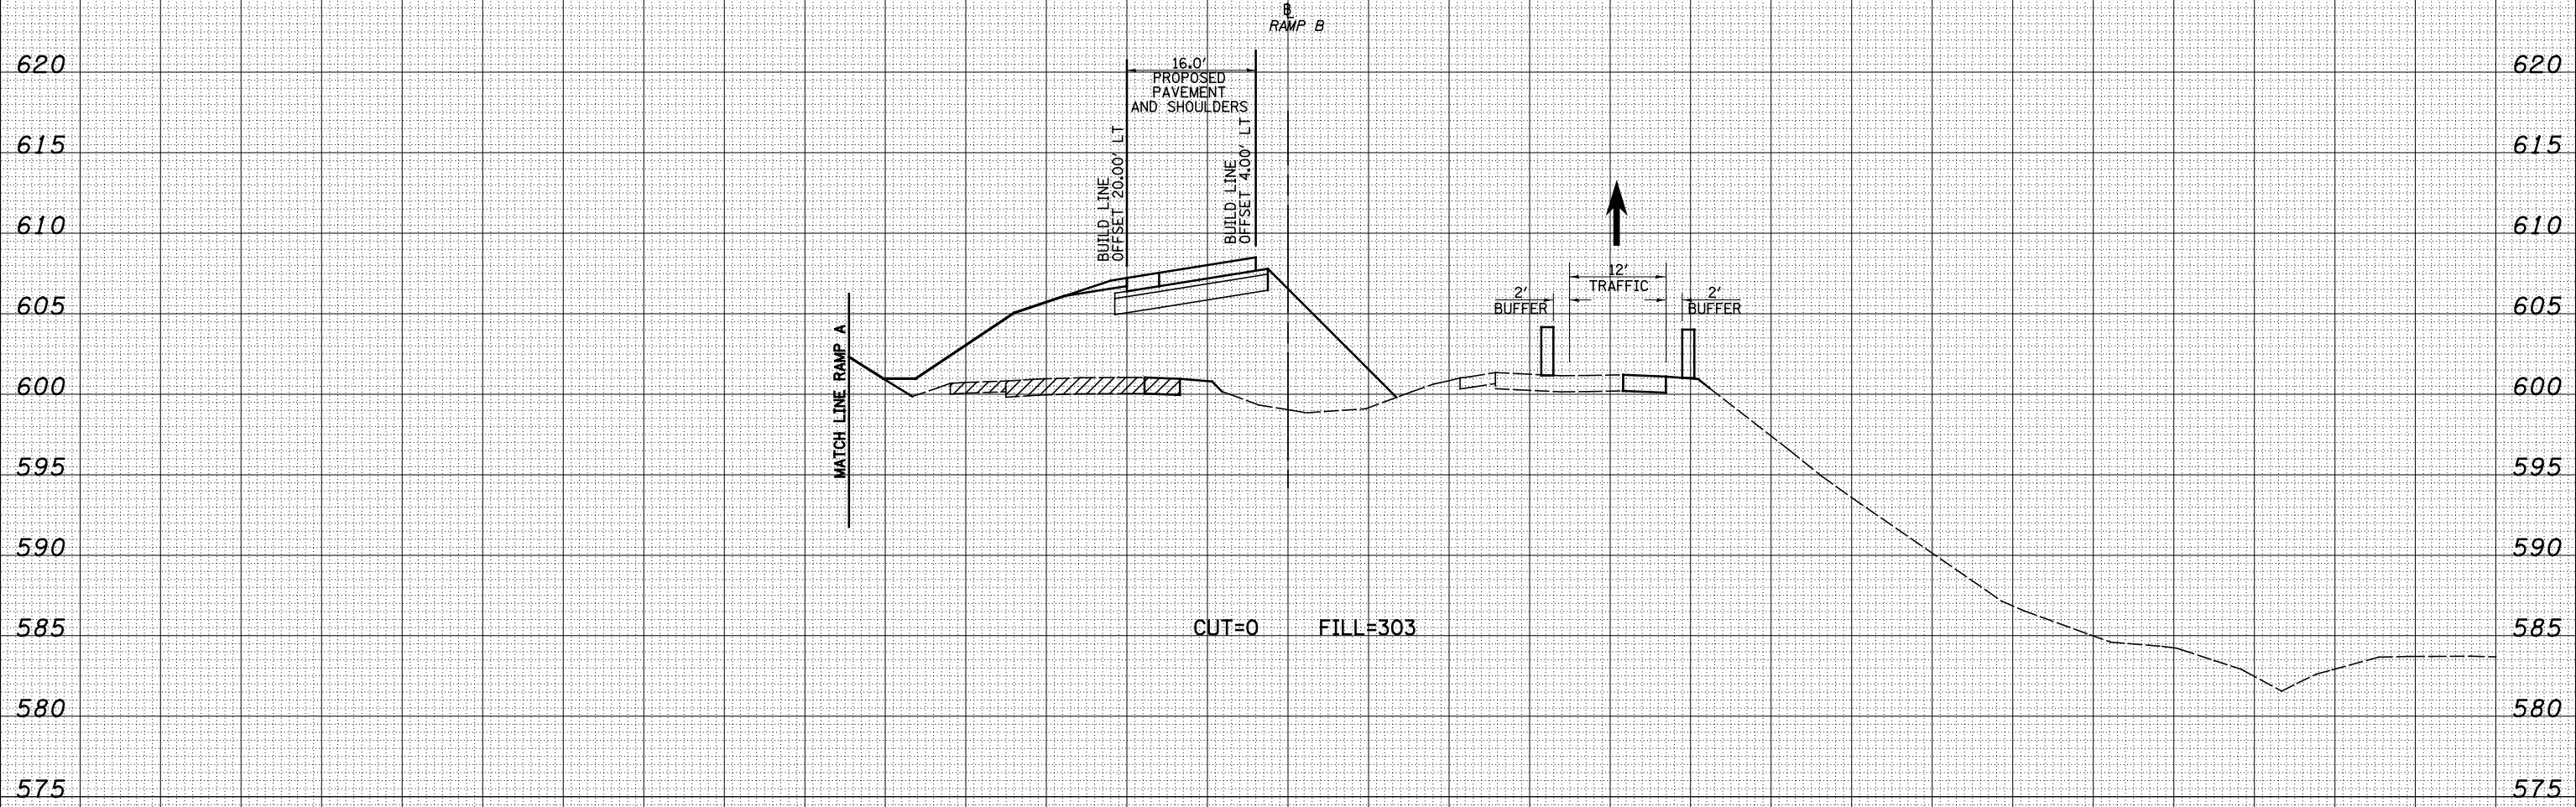 B
L
RAMP B
620
620
16.0'
PROPOSED
PAVEMENT
AND SHOULDERS
615
615
BUILD LINE
OFFSET 20.00' LT
BUILD LINE
OFFSET 4.00' LT
610
610
12'
TRAFFIC
2'
BUFFER
2'
BUFFER
605
605
MATCH LINE RAMP A
600
600
595
595
590
590
CUT=0 FILL=303
585
585
580
580
575
575